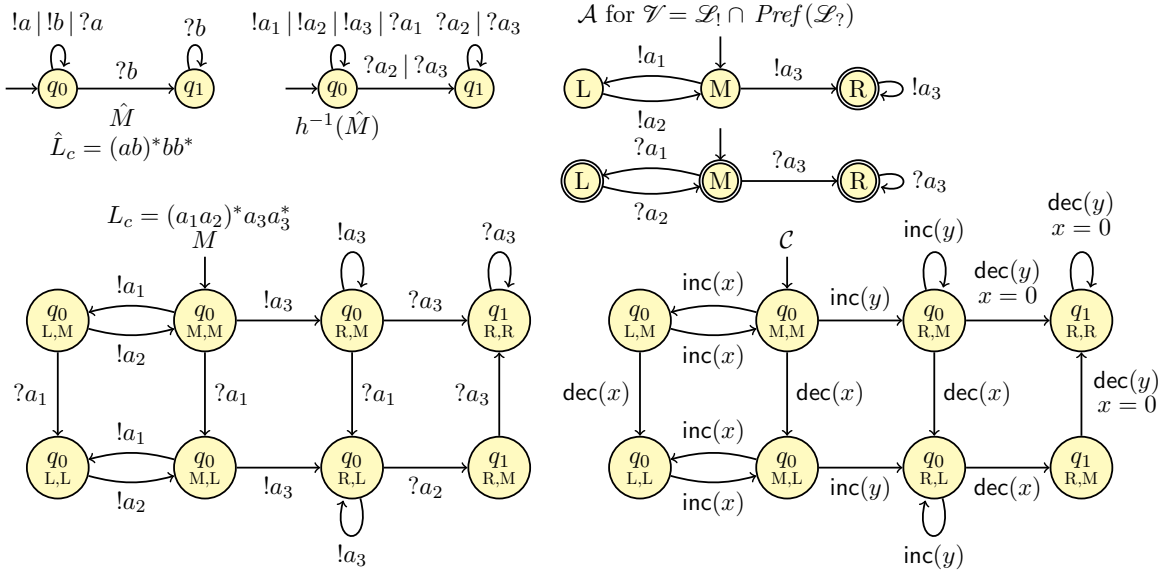 !a | !b | ?a
?b
q₀
?b
q₁
M̂
L̂_c = (ab)*bb*
!a₁ | !a₂ | !a₃ | ?a₁
?a₂ | ?a₃
q₀
?a₂ | ?a₃
q₁
h⁻¹(M̂)
𝒜 for 𝒱 = ℒ_! ∩ Pref(ℒ_?)
L
!a₁
!a₂
M
!a₃
R
!a₃
L
?a₁
?a₂
M
?a₃
R
?a₃
L_c = (a₁a₂)*a₃a₃*
M
!a₃
?a₃
q₀
L,M
!a₁
!a₂
q₀
M,M
!a₃
q₀
R,M
?a₃
q₁
R,R
?a₁
?a₁
?a₁
?a₃
q₀
L,L
!a₁
!a₂
q₀
M,L
!a₃
q₀
R,L
?a₂
q₁
R,M
!a₃
𝒞
inc(y)
dec(y)
x = 0
q₀
L,M
inc(x)
inc(x)
q₀
M,M
inc(y)
q₀
R,M
dec(y)
x = 0
q₁
R,R
dec(x)
dec(x)
dec(x)
dec(y)
x = 0
q₀
L,L
inc(x)
inc(x)
q₀
M,L
inc(y)
q₀
R,L
dec(x)
q₁
R,M
inc(y)